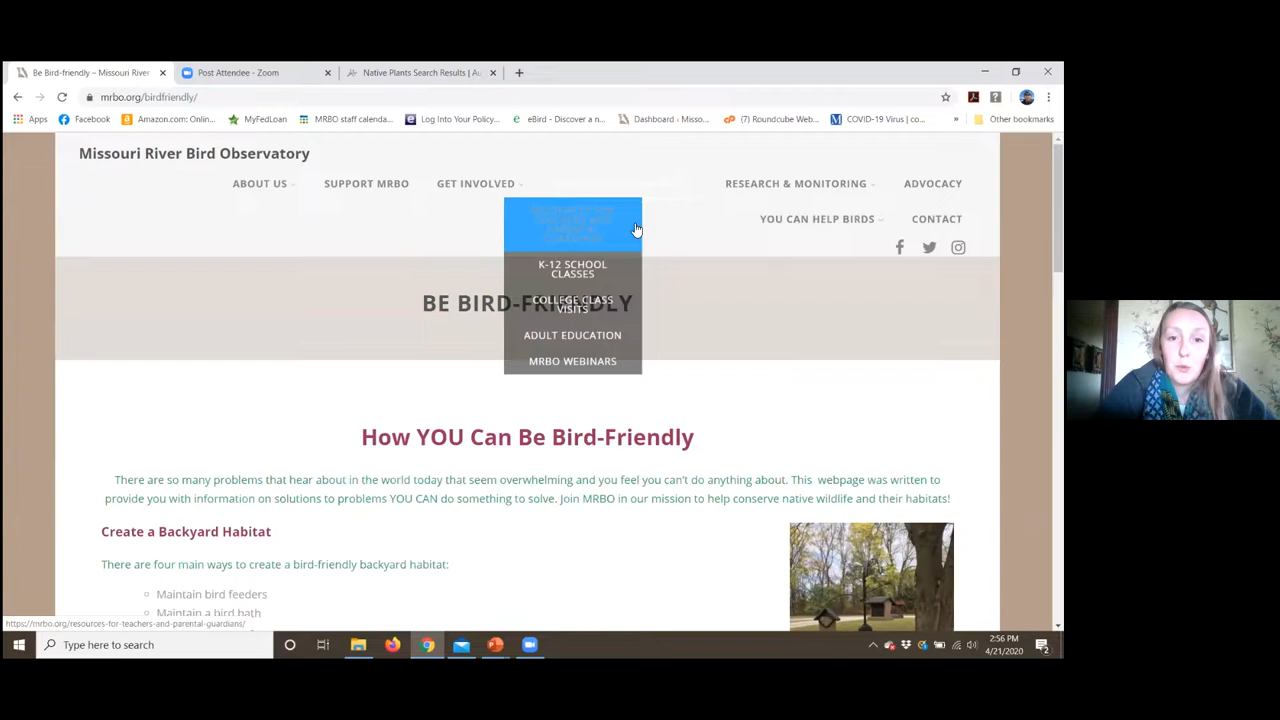 Be Bird-friendly – Missouri River
Post Attendee - Zoom
Native Plants Search Results | Au
mrbo.org/birdfriendly/
Apps
Facebook
Amazon.com: Onlin...
MyFedLoan
MRBO staff calenda...
Log Into Your Policy...
eBird - Discover a n...
Dashboard ‹ Misso...
(7) Roundcube Web...
COVID-19 Virus | co...
»
Other bookmarks
Missouri River Bird Observatory
ABOUT US
SUPPORT MRBO
GET INVOLVED
RESEARCH & MONITORING
ADVOCACY
YOU CAN HELP BIRDS
CONTACT
K-12 SCHOOL
CLASSES
COLLEGE CLASS
VISITS
ADULT EDUCATION
MRBO WEBINARS
BE BIRD-FRIENDLY
How YOU Can Be Bird-Friendly
There are so many problems that hear about in the world today that seem overwhelming and you feel you can't do anything about. This webpage was written to
provide you with information on solutions to problems YOU CAN do something to solve. Join MRBO in our mission to help conserve native wildlife and their habitats!
Create a Backyard Habitat
There are four main ways to create a bird-friendly backyard habitat:
Maintain bird feeders
Maintain a bird bath
https://mrbo.org/resources-for-teachers-and-parental-guardians/
Type here to search
2:56 PM
4/21/2020
2